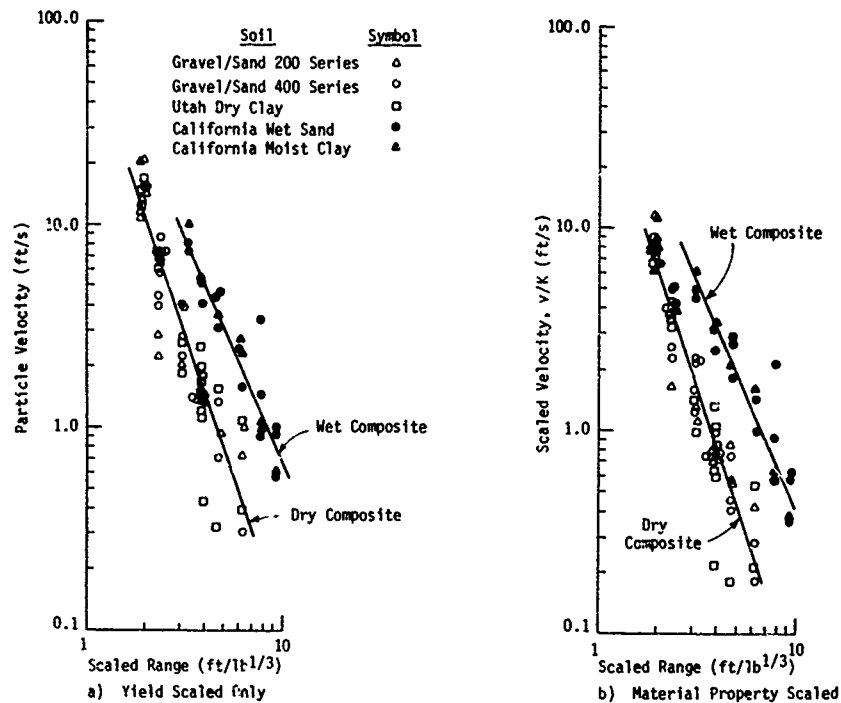 Soil Symbol
Gravel/Sand 200 Series
Gravel/Sand 400 Series
Utah Dry Clay
California Wet Sand
California Moist Clay
100.0
10.0
1.0
0.1
Particle Velocity (ft/s)
Wet Composite
Dry Composite
1 10
Scaled Range (ft/lb1/3)
a) Yield Scaled Only
100.0
10.0
1.0
0.1
Scaled Velocity, v/K (ft/s)
Wet Composite
Dry
Composite
1 10
Scaled Range (ft/lb1/3)
b) Material Property Scaled